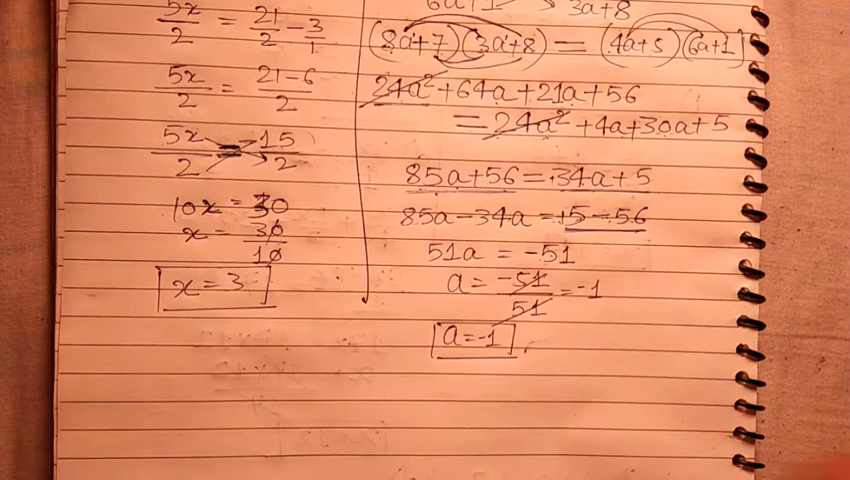 5x/2 = 21/2 - 3/1
5x/2 = 21-6/2
5x/2 = 15/2
10x = 30
x = 30/10
x = 3
6a+1 3a+8
(8a+7)(3a+8) = (4a+5)(6a+1)
24a²+64a+21a+56
= 24a²+4a+30a+5
85a+56=+34a+5
85a-34a=+5-56
51a = -51
a = -51/51 = -1
a=-1